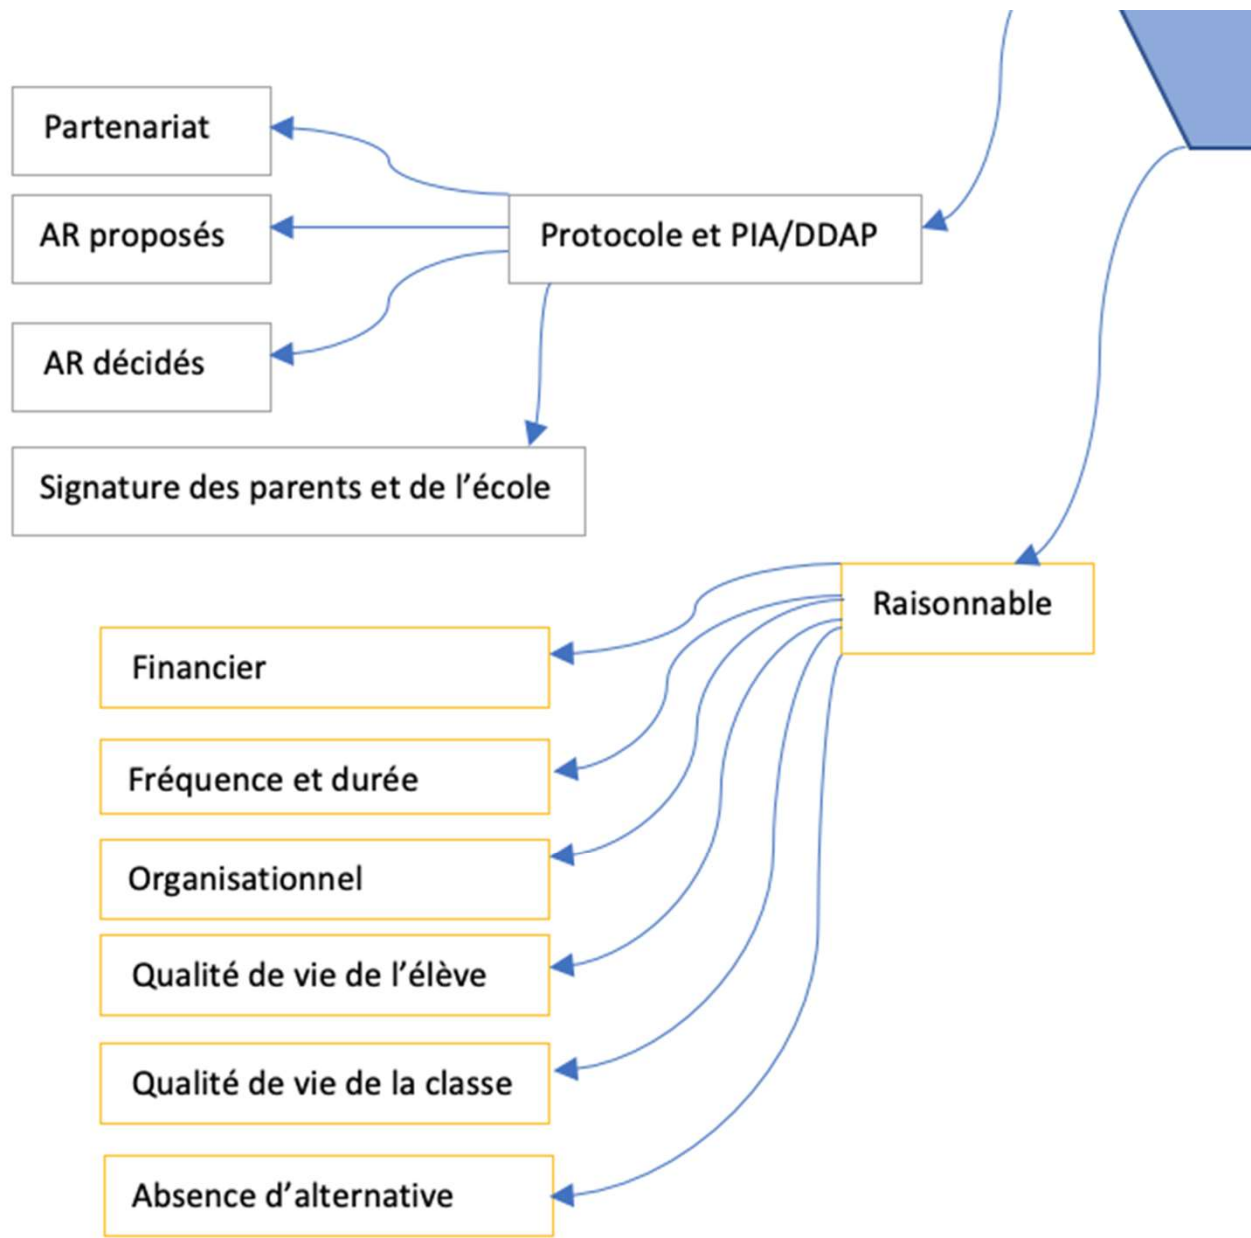 Partenariat
AR proposés
Protocole et PIA/DDAP
AR décidés
Signature des parents et de l’école
Raisonnable
Financier
Fréquence et durée
Organisationnel
Qualité de vie de l’élève
Qualité de vie de la classe
Absence d’alternative